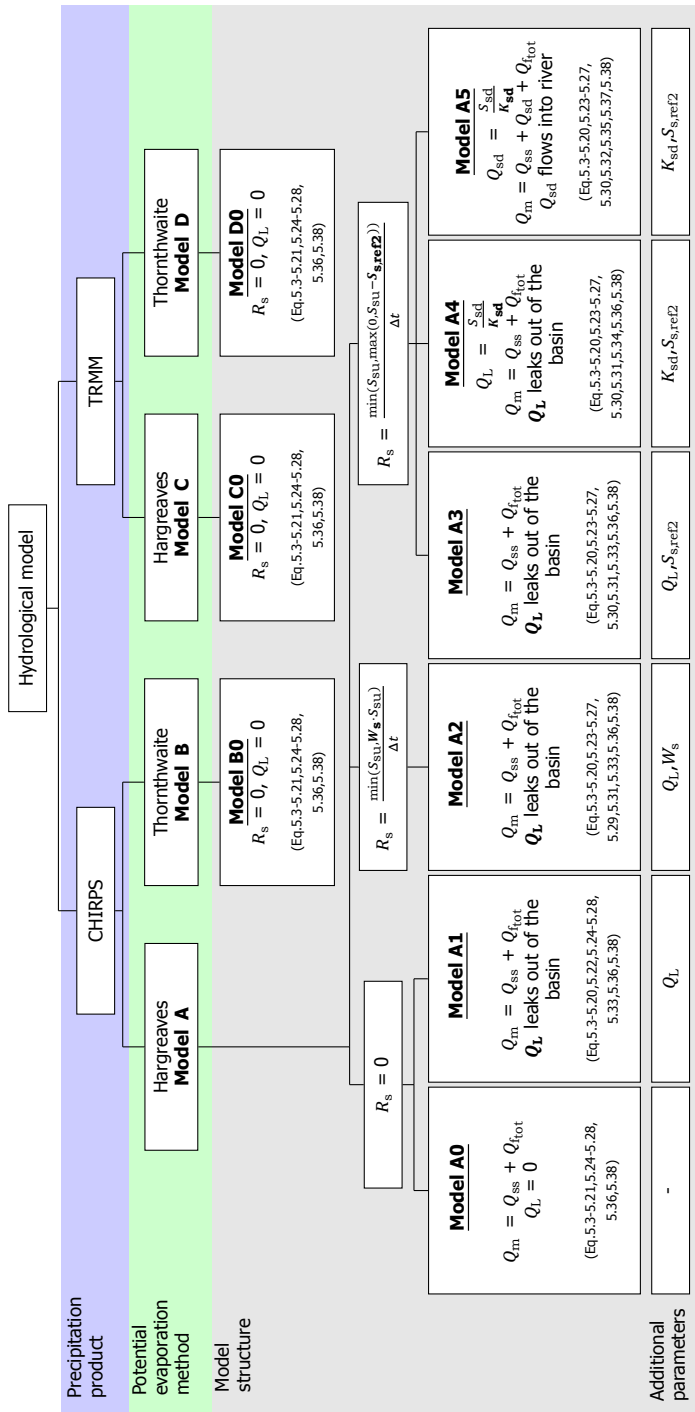 Hydrological model
Precipitation
product
CHIRPS
TRMM
Potential
evaporation
method
Hargreaves
Model A
Thornthwaite
Model B
Hargreaves
Model C
Thornthwaite
Model D
Model
structure
Model B0
R_s = 0, Q_L = 0
(Eq.5.3-5.21,5.24-5.28,
5.36,5.38)
Model C0
R_s = 0, Q_L = 0
(Eq.5.3-5.21,5.24-5.28,
5.36,5.38)
Model D0
R_s = 0, Q_L = 0
(Eq.5.3-5.21,5.24-5.28,
5.36,5.38)
R_s = 0
R_s = min(S_su,W_s·S_su)/Δt
R_s = min(S_su,max(0,S_su−S_s,ref2))/Δt
Model A0
Q_m = Q_ss + Q_f_tot
Q_L = 0
(Eq.5.3-5.21,5.24-5.28,
5.36,5.38)
Model A1
Q_m = Q_ss + Q_f_tot
Q_L leaks out of the
basin
(Eq.5.3-5.20,5.22,5.24-5.28,
5.33,5.36,5.38)
Model A2
Q_m = Q_ss + Q_f_tot
Q_L leaks out of the
basin
(Eq.5.3-5.20,5.23-5.27,
5.29,5.31,5.33,5.36,5.38)
Model A3
Q_m = Q_ss + Q_f_tot
Q_L leaks out of the
basin
(Eq.5.3-5.20,5.23-5.27,
5.30,5.31,5.33,5.36,5.38)
Model A4
Q_L = S_sd/K_sd
Q_m = Q_ss + Q_f_tot
Q_L leaks out of the
basin
(Eq.5.3-5.20,5.23-5.27,
5.30,5.31,5.34,5.36,5.38)
Model A5
Q_sd = S_sd/K_sd
Q_m = Q_ss + Q_sd + Q_f_tot
Q_sd flows into river
(Eq.5.3-5.20,5.23-5.27,
5.30,5.32,5.35,5.37,5.38)
Additional
parameters
-
Q_L
Q_L,W_s
Q_L,S_s,ref2
K_sd,S_s,ref2
K_sd,S_s,ref2